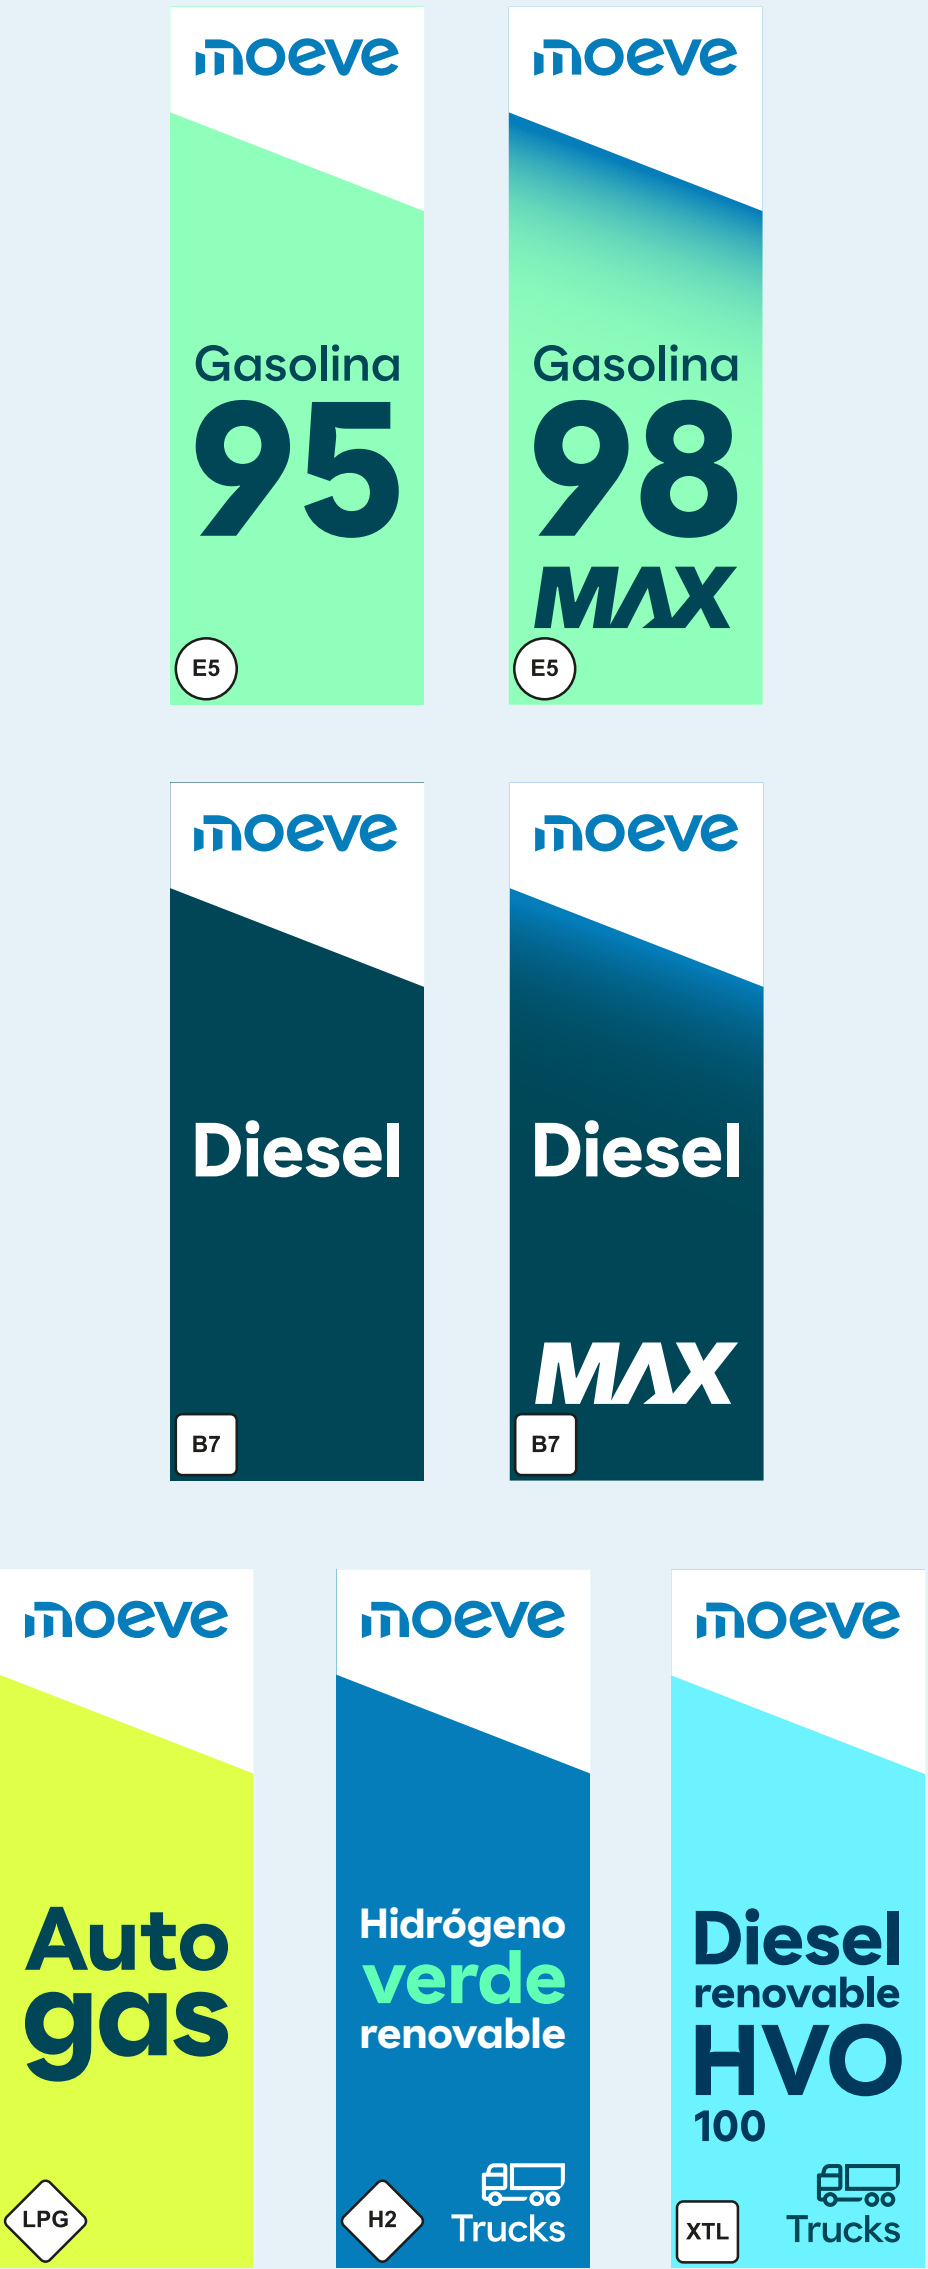 moeve
Gasolina
95
E5
moeve
Gasolina
98
MAX
E5
moeve
Diesel
B7
moeve
Diesel
MAX
B7
moeve
Auto
gas
LPG
moeve
Hidrógeno
verde
renovable
H2
Trucks
moeve
Diesel
renovable
HVO
100
XTL
Trucks